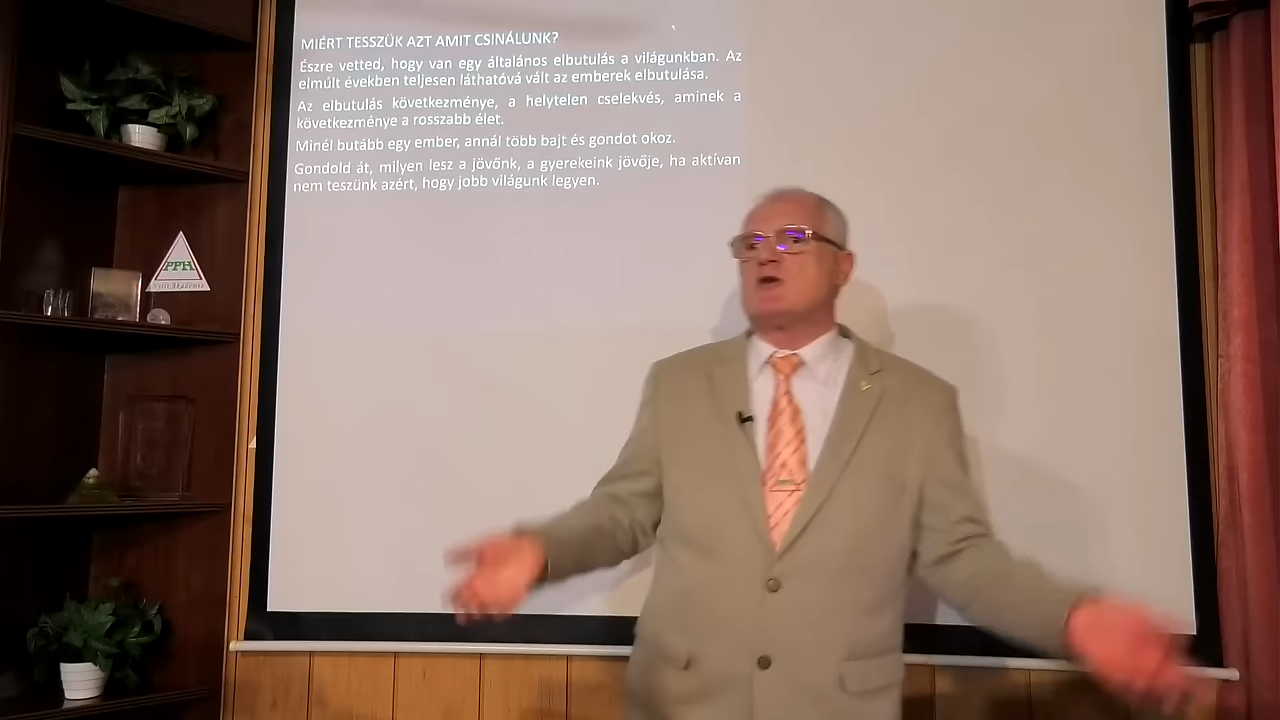 MIÉRT TESSZÜK AZT AMIT CSINÁLUNK?
Észre vetted, hogy van egy általános elbutulás a világunkban. Az
elmúlt években teljesen láthatóvá vált az emberek elbutulása.
Az elbutulás következménye, a helytelen cselekvés, aminek a
következménye a rosszabb élet.
Minél butább egy ember, annál több bajt és gondot okoz.
Gondold át, milyen lesz a jövőnk, a gyerekeink jövője, ha aktívan
nem teszünk azért, hogy jobb világunk legyen.
PPH
Nyílt Akadémia
PPH